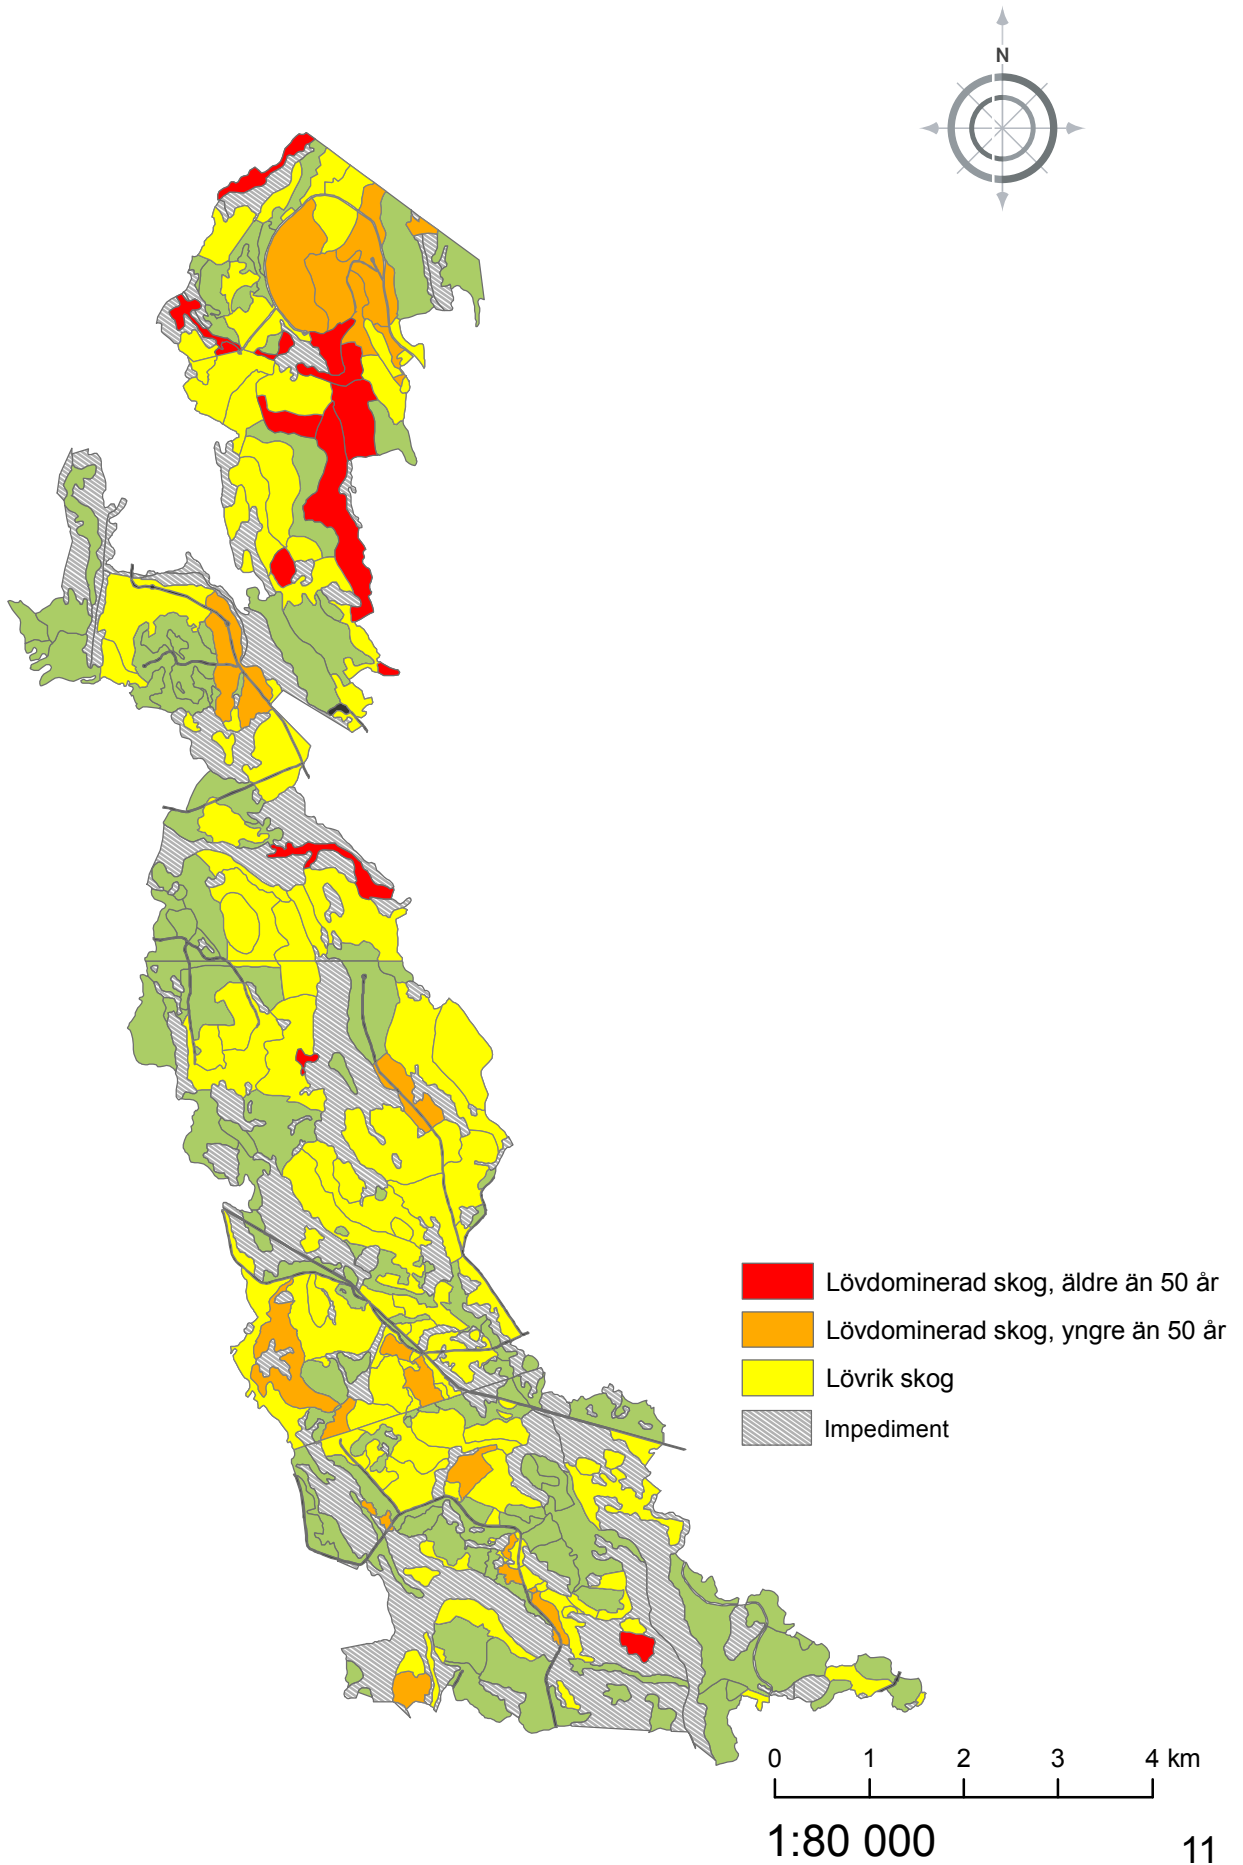 N
Lövdominerad skog, äldre än 50 år
Lövdominerad skog, yngre än 50 år
Lövrik skog
Impediment
0 1 2 3 4 km
1:80 000
11